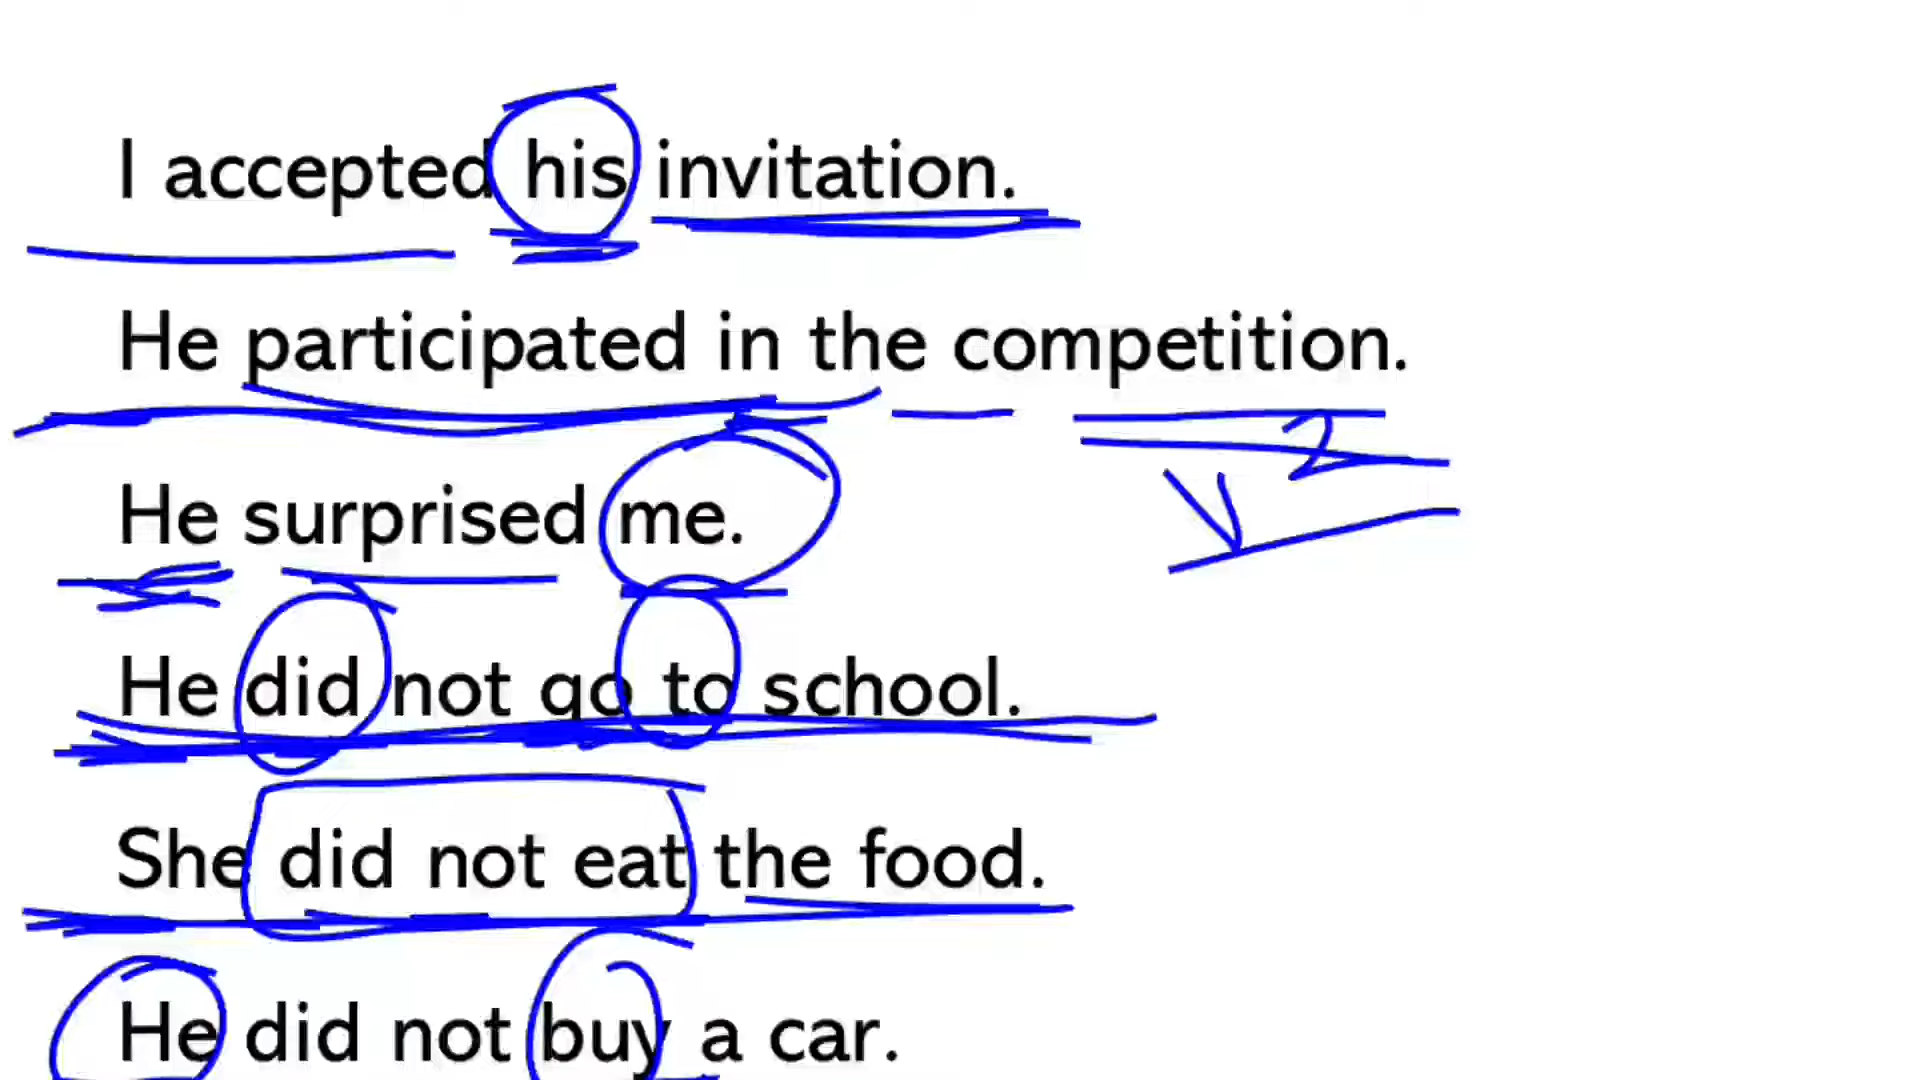 I accepted his invitation.
He participated in the competition.
He surprised me.
He did not go to school.
She did not eat the food.
He did not buy a car.